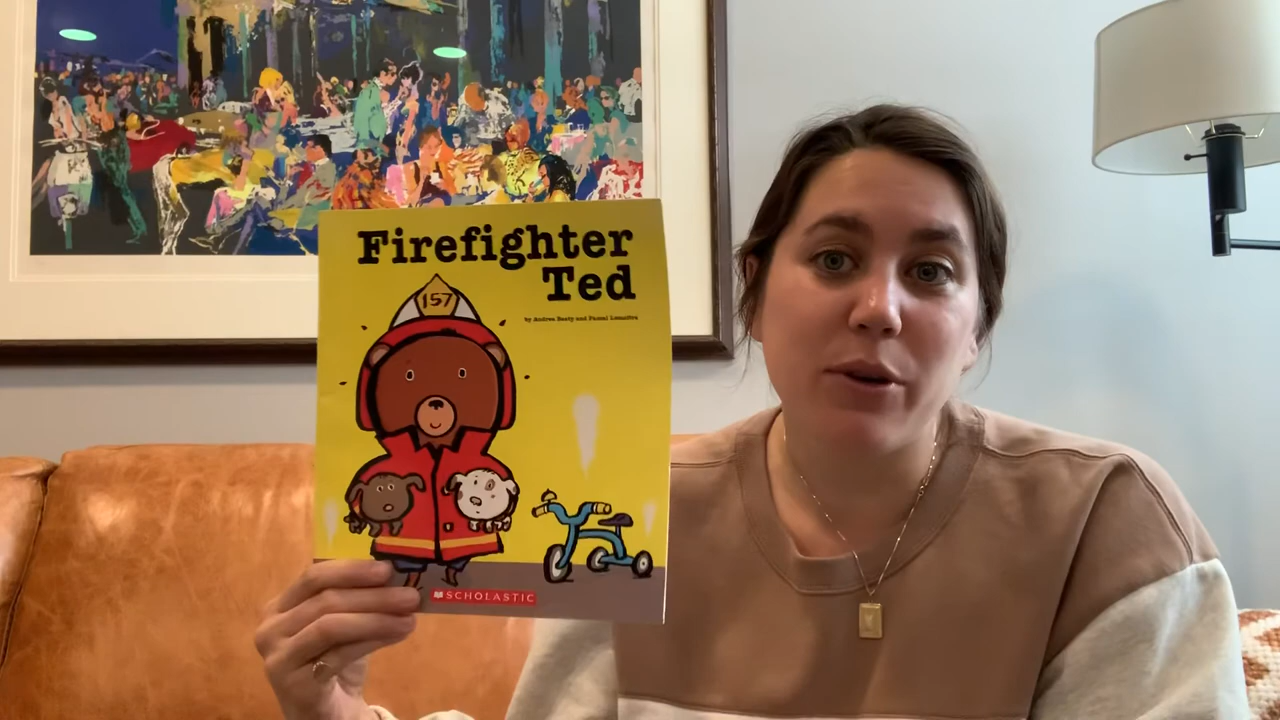 Firefighter
Ted
by Andrea Beaty and Pascal Lemaitre
157
SCHOLASTIC